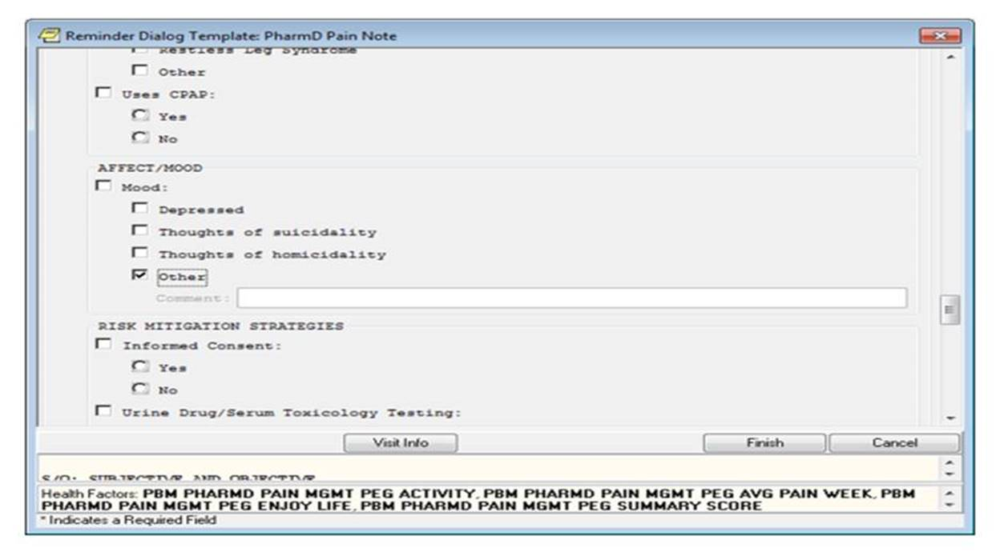 Reminder Dialog Template: PharmD Pain Note
Restless Leg Syndrome
Other
Uses CPAP:
Yes
No
AFFECT/MOOD
Mood:
Depressed
Thoughts of suicidality
Thoughts of homicidality
Other
Comment:
RISK MITIGATION STRATEGIES
Informed Consent:
Yes
No
Urine Drug/Serum Toxicology Testing:
Visit Info Finish Cancel
S/O: SUBJECTIVE AND OBJECTIVE
Health Factors: PBM PHARMD PAIN MGMT PEG ACTIVITY, PBM PHARMD PAIN MGMT PEG AVG PAIN WEEK, PBM
PHARMD PAIN MGMT PEG ENJOY LIFE, PBM PHARMD PAIN MGMT PEG SUMMARY SCORE
* Indicates a Required Field